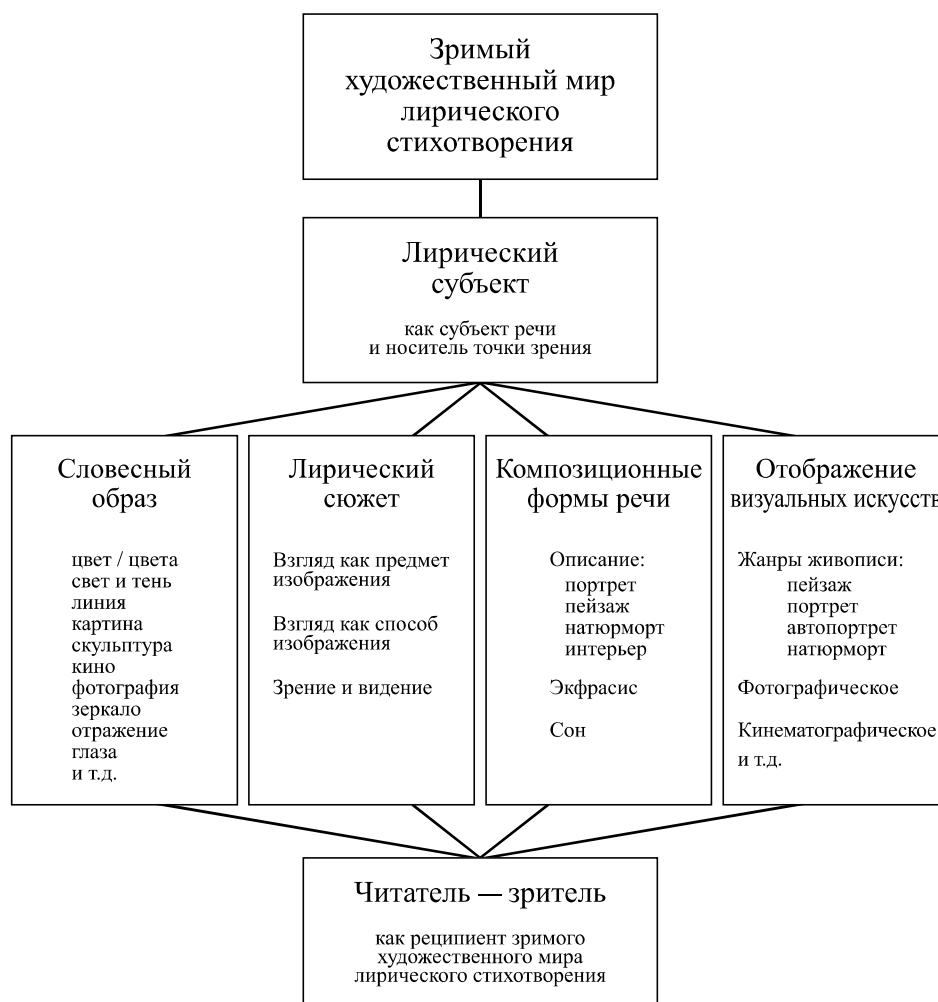 Зримый
художественный мир
лирического
стихотворения
Лирический
субъект
как субъект речи
и носитель точки зрения
Словесный
образ
цвет / цвета
свет и тень
линия
картина
скульптура
кино
фотография
зеркало
отражение
глаза
и т.д.
Лирический
сюжет
Взгляд как предмет
изображения
Взгляд как способ
изображения
Зрение и видение
Композиционные
формы речи
Описание:
портрет
пейзаж
натюрморт
интерьер
Экфрасис
Сон
Отображение
визуальных искусств
Жанры живописи:
пейзаж
портрет
автопортрет
натюрморт
Фотографическое
Кинематографическое
и т.д.
Читатель — зритель
как реципиент зримого
художественного мира
лирического стихотворения